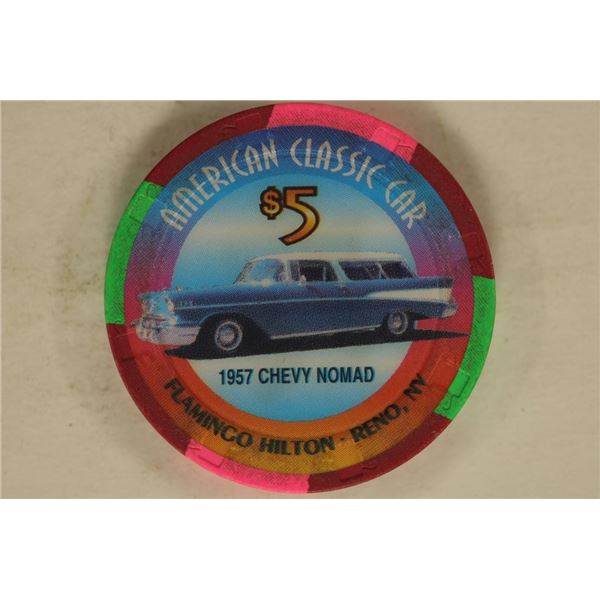 AMERICAN CLASSIC CAR
$5
1957 CHEVY NOMAD
FLAMINGO HILTON · RENO, NV